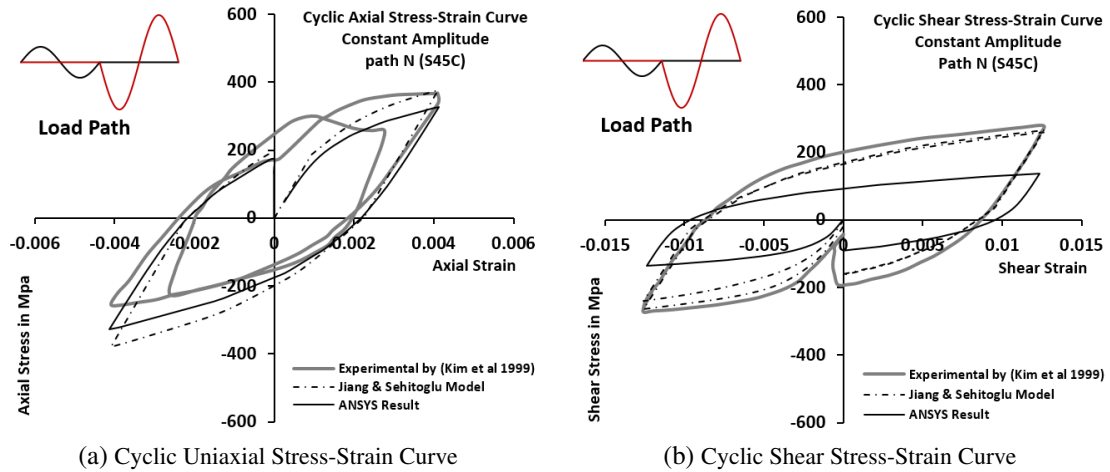 Cyclic Axial Stress-Strain Curve
Constant Amplitude
path N (S45C)
Load Path
600
400
200
0
-200
-400
-600
-0.006
-0.004
-0.002
0
0.002
0.004
0.006
Axial Strain
Axial Stress in Mpa
Experimental by (Kim et al 1999)
Jiang & Sehitoglu Model
ANSYS Result
(a) Cyclic Uniaxial Stress-Strain Curve
Cyclic Shear Stress-Strain Curve
Constant Amplitude
Path N (S45C)
Load Path
600
400
200
0
-200
-400
-600
-0.015
-0.01
-0.005
0
0.005
0.01
0.015
Shear Strain
Shear Stress in Mpa
Experimental by (Kim et al 1999)
Jiang & Sehitoglu Model
ANSYS Result
(b) Cyclic Shear Stress-Strain Curve